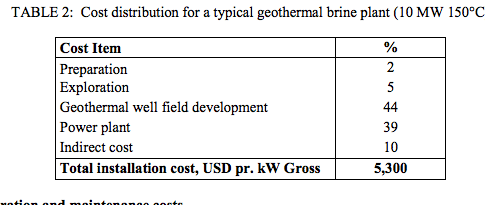 TABLE 2: Cost distribution for a typical geothermal brine plant (10 MW 150°C
Cost Item %
Preparation 2
Exploration 5
Geothermal well field development 44
Power plant 39
Indirect cost 10
Total installation cost, USD pr. kW Gross 5,300